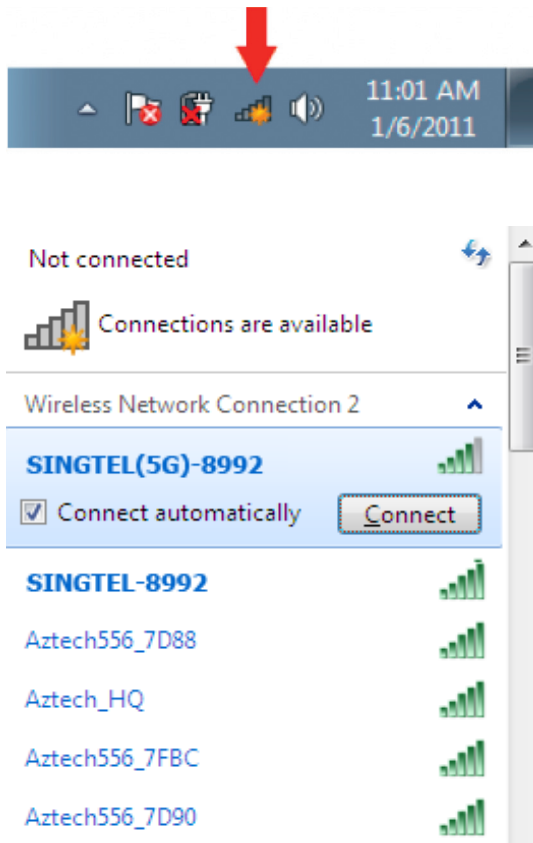 11:01 AM
1/6/2011
Not connected
Connections are available
Wireless Network Connection 2
SINGTEL(5G)-8992
Connect automatically Connect
SINGTEL-8992
Aztech556_7D88
Aztech_HQ
Aztech556_7FBC
Aztech556_7D90